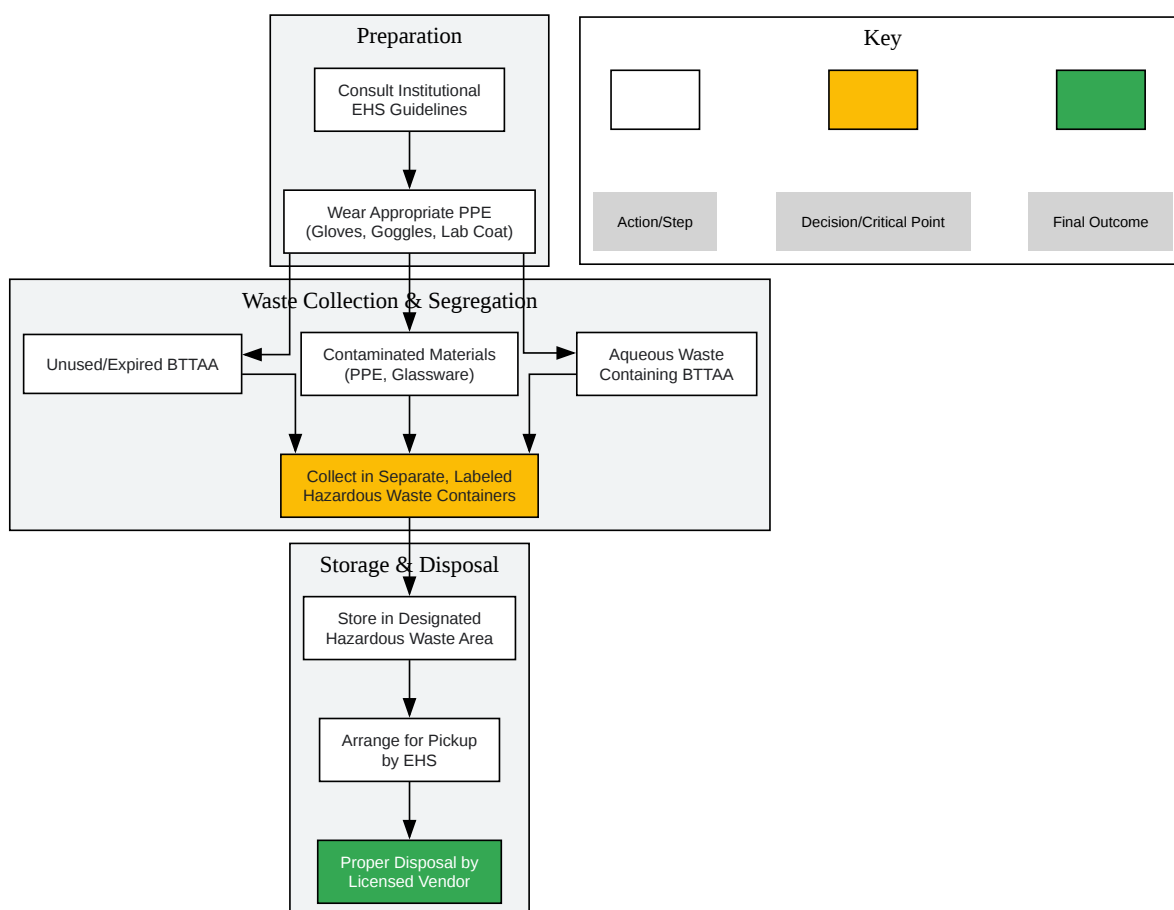 Preparation
Consult Institutional
EHS Guidelines
Wear Appropriate PPE
(Gloves, Goggles, Lab Coat)
Key
Action/Step
Decision/Critical Point
Final Outcome
Waste Collection & Segregation
Unused/Expired BTTAA
Contaminated Materials
(PPE, Glassware)
Aqueous Waste
Containing BTTAA
Collect in Separate, Labeled
Hazardous Waste Containers
Storage & Disposal
Store in Designated
Hazardous Waste Area
Arrange for Pickup
by EHS
Proper Disposal by
Licensed Vendor